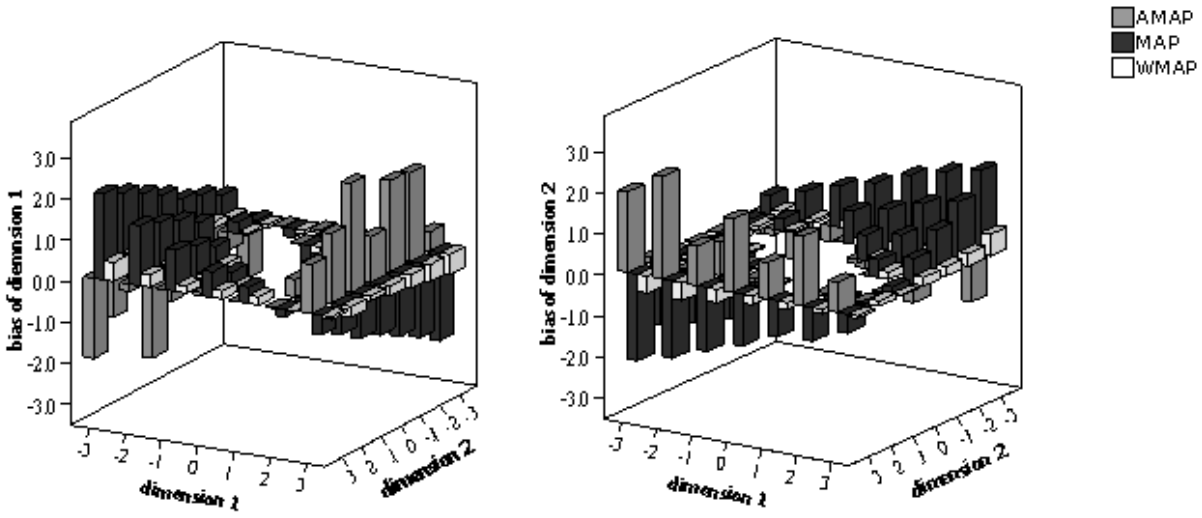 AMAP
MAP
WMAP
bias of diemnsion 1
3.0
2.0
1.0
0.0
-1.0
-2.0
-3.0
-3 -2 -1 0 1 2 3
dimension 1
3 2 1 0 -1 -2 -3
dimension 2
bias of dimension 2
3.0
2.0
1.0
0.0
-1.0
-2.0
-3.0
-3 -2 -1 0 1 2 3
dimension 1
3 2 1 0 -1 -2 -3
dimension 2